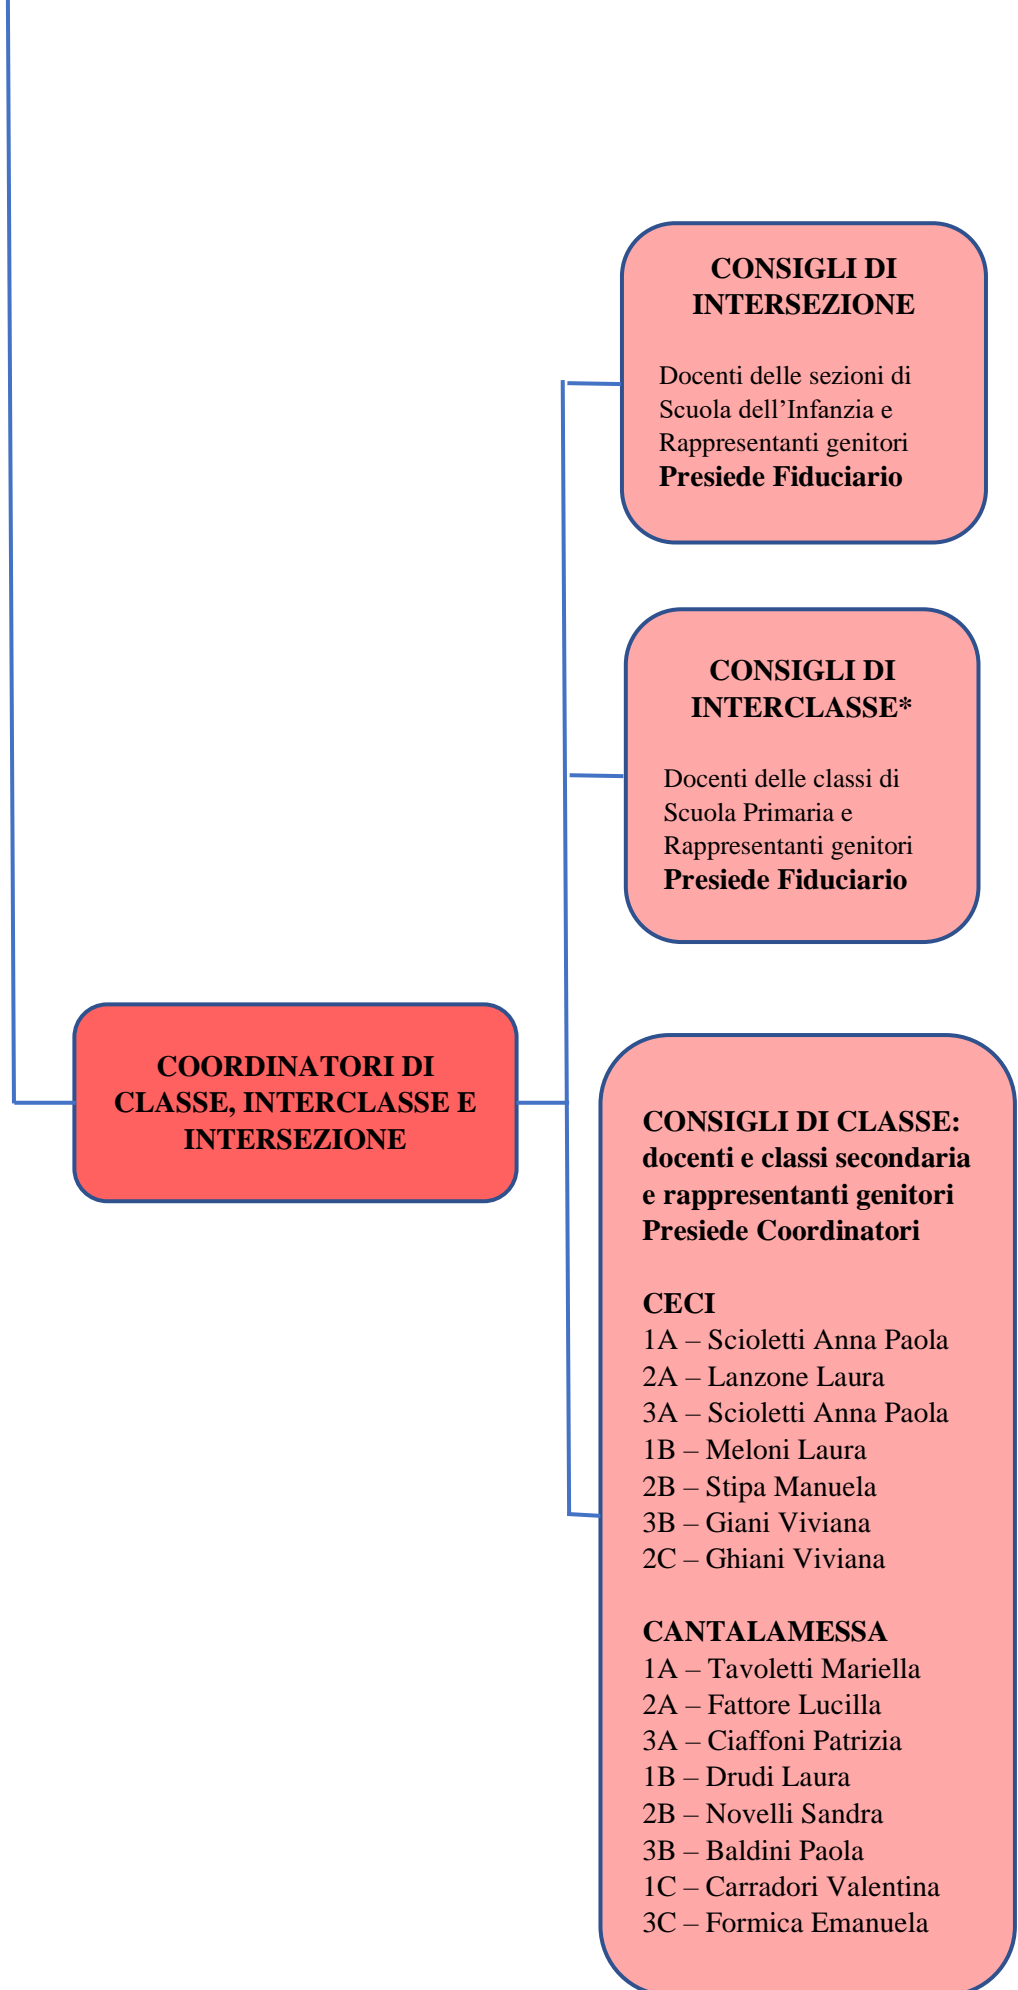 CONSIGLI DI
INTERSEZIONE
Docenti delle sezioni di
Scuola dell’Infanzia e
Rappresentanti genitori
Presiede Fiduciario
CONSIGLI DI
INTERCLASSE*
Docenti delle classi di
Scuola Primaria e
Rappresentanti genitori
Presiede Fiduciario
COORDINATORI DI
CLASSE, INTERCLASSE E
INTERSEZIONE
CONSIGLI DI CLASSE:
docenti e classi secondaria
e rappresentanti genitori
Presiede Coordinatori
CECI
1A – Scioletti Anna Paola
2A – Lanzone Laura
3A – Scioletti Anna Paola
1B – Meloni Laura
2B – Stipa Manuela
3B – Giani Viviana
2C – Ghiani Viviana
CANTALAMESSA
1A – Tavoletti Mariella
2A – Fattore Lucilla
3A – Ciaffoni Patrizia
1B – Drudi Laura
2B – Novelli Sandra
3B – Baldini Paola
1C – Carradori Valentina
3C – Formica Emanuela